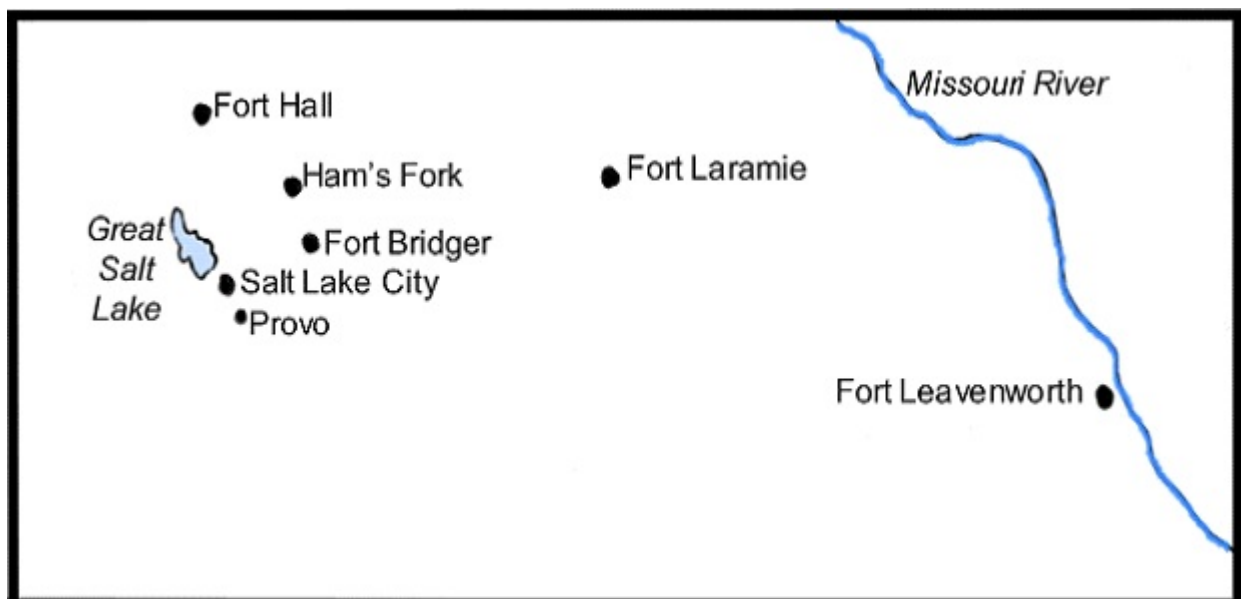 Missouri River
Fort Hall
Ham's Fork
Fort Laramie
Great
Salt
Lake
Fort Bridger
Salt Lake City
Provo
Fort Leavenworth